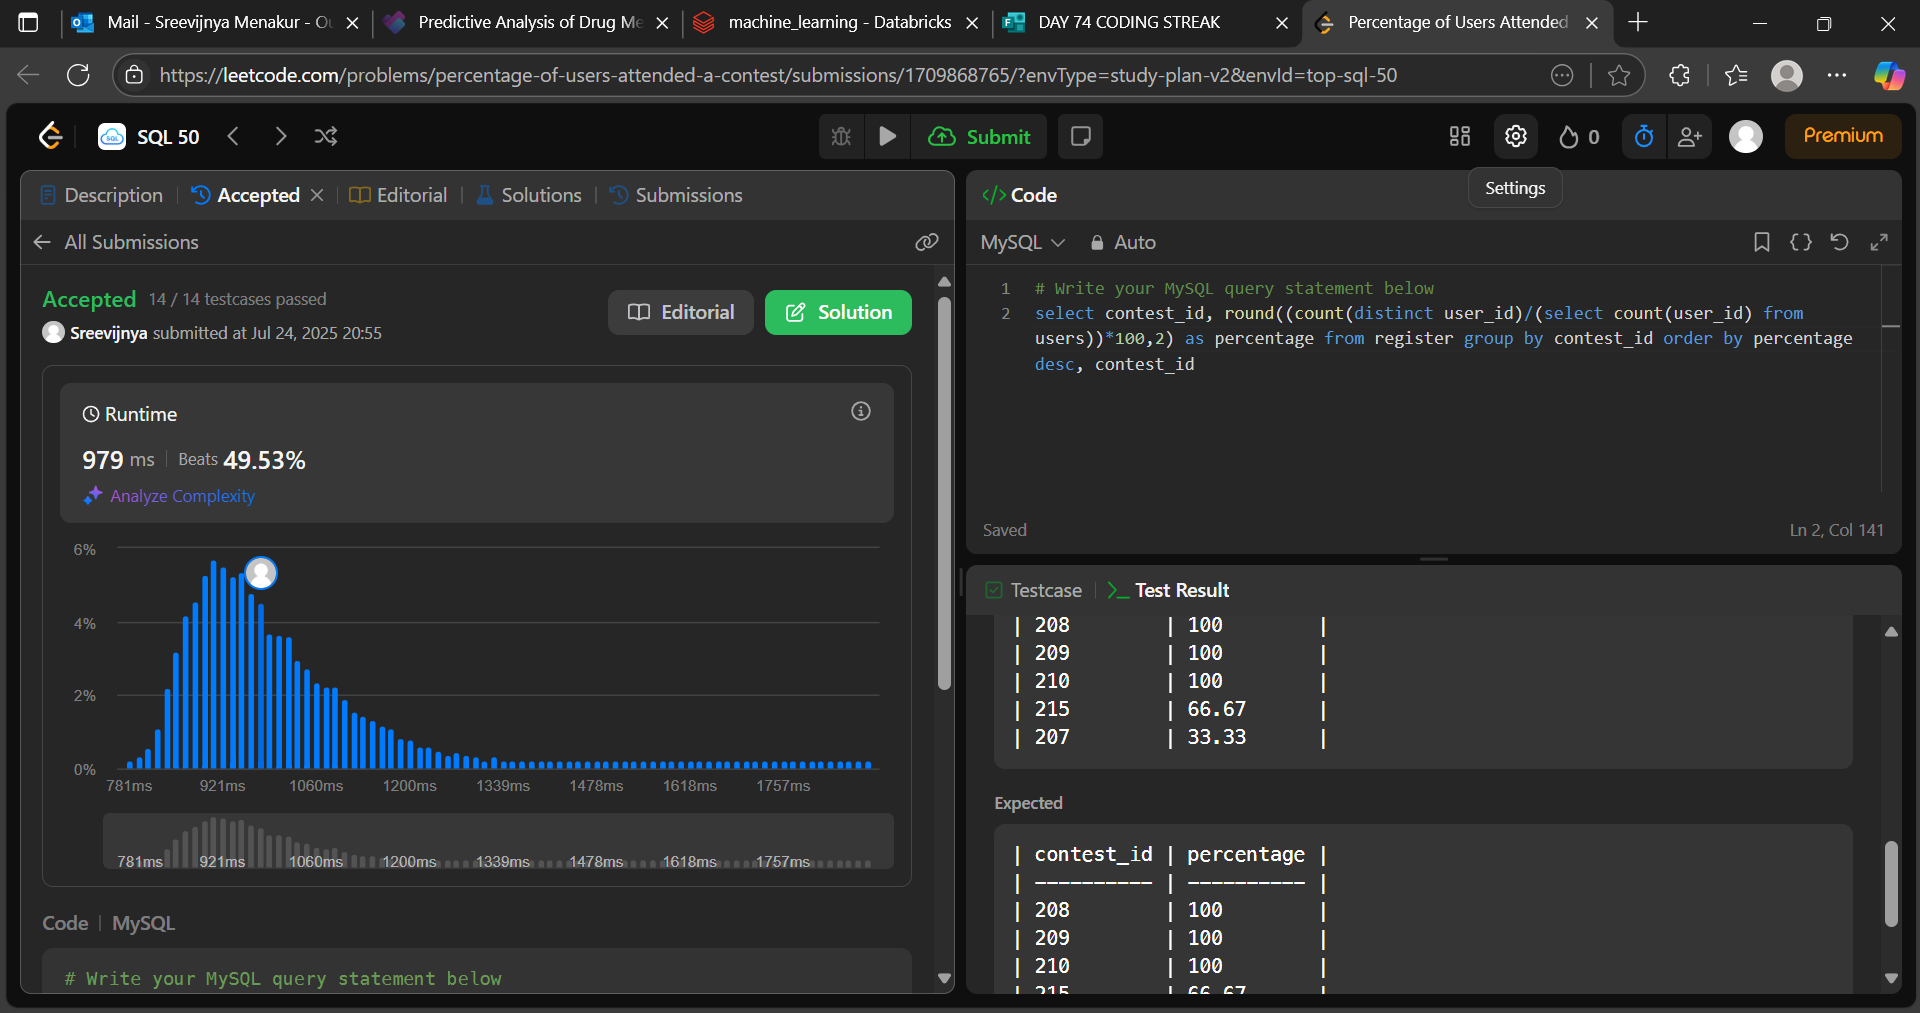 Mail - Sreevijnya Menakur - Ou
Predictive Analysis of Drug Me
machine_learning - Databricks
DAY 74 CODING STREAK
Percentage of Users Attended
https://leetcode.com/problems/percentage-of-users-attended-a-contest/submissions/1709868765/?envType=study-plan-v2&envId=top-sql-50
SQL 50
Submit
0
Premium
Settings
Description
Accepted
Editorial
Solutions
Submissions
All Submissions
Accepted 14 / 14 testcases passed
Sreevijnya submitted at Jul 24, 2025 20:55
Editorial
Solution
Runtime
979 ms | Beats 49.53%
Analyze Complexity
6%
4%
2%
0%
781ms 921ms 1060ms 1200ms 1339ms 1478ms 1618ms 1757ms
781ms 921ms 1060ms 1200ms 1339ms 1478ms 1618ms 1757ms
Code | MySQL
# Write your MySQL query statement below
</> Code
MySQL Auto
1 # Write your MySQL query statement below
2 select contest_id, round((count(distinct user_id)/(select count(user_id) from
users))*100,2) as percentage from register group by contest_id order by percentage
desc, contest_id
Saved
Ln 2, Col 141
Testcase
>_ Test Result
| 208 | 100 |
| 209 | 100 |
| 210 | 100 |
| 215 | 66.67 |
| 207 | 33.33 |
Expected
| contest_id | percentage |
| ---------- | ---------- |
| 208 | 100 |
| 209 | 100 |
| 210 | 100 |
| 215 | 66.67 |